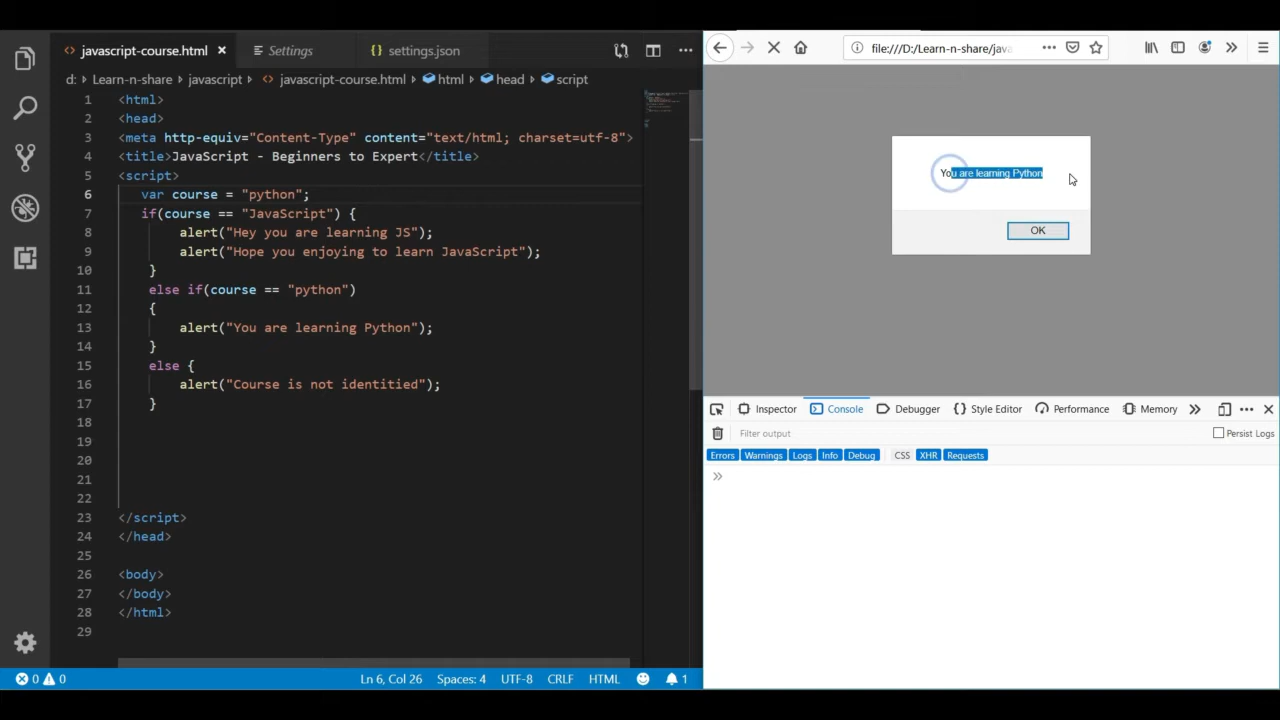 javascript-course.html × Settings {} settings.json
d: > Learn-n-share > javascript > javascript-course.html > html > head > script
1 <html>
2 <head>
3 <meta http-equiv="Content-Type" content="text/html; charset=utf-8">
4 <title>JavaScript - Beginners to Expert</title>
5 <script>
6 var course = "python";
7 if(course == "JavaScript") {
8 alert("Hey you are learning JS");
9 alert("Hope you enjoying to learn JavaScript");
10 }
11 else if(course == "python")
12 {
13 alert("You are learning Python");
14 }
15 else {
16 alert("Course is not identitied");
17 }
18
19
20
21
22
23 </script>
24 </head>
25
26 <body>
27 </body>
28 </html>
29
0 0 Ln 6, Col 26 Spaces: 4 UTF-8 CRLF HTML 1
file:///D:/Learn-n-share/java
You are learning Python
OK
Inspector Console Debugger {} Style Editor Performance Memory
Filter output Persist Logs
Errors Warnings Logs Info Debug CSS XHR Requests